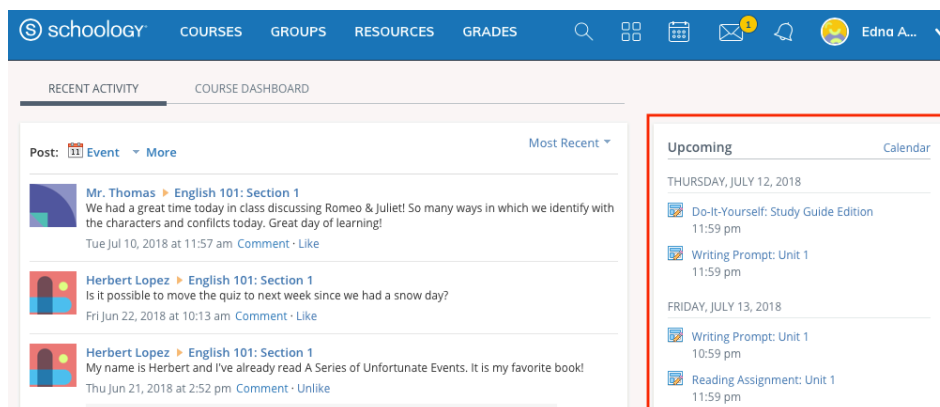 schoology COURSES GROUPS RESOURCES GRADES 1 Edna A...
RECENT ACTIVITY COURSE DASHBOARD
Post: 11 Event More
Most Recent
Mr. Thomas English 101: Section 1
We had a great time today in class discussing Romeo & Juliet! So many ways in which we identify with
the characters and confilcts today. Great day of learning!
Tue Jul 10, 2018 at 11:57 am Comment · Like
Herbert Lopez English 101: Section 1
Is it possible to move the quiz to next week since we had a snow day?
Fri Jun 22, 2018 at 10:13 am Comment · Like
Herbert Lopez English 101: Section 1
My name is Herbert and I've already read A Series of Unfortunate Events. It is my favorite book!
Thu Jun 21, 2018 at 2:52 pm Comment · Unlike
Upcoming Calendar
THURSDAY, JULY 12, 2018
Do-It-Yourself: Study Guide Edition
11:59 pm
Writing Prompt: Unit 1
11:59 pm
FRIDAY, JULY 13, 2018
Writing Prompt: Unit 1
10:59 pm
Reading Assignment: Unit 1
11:59 pm